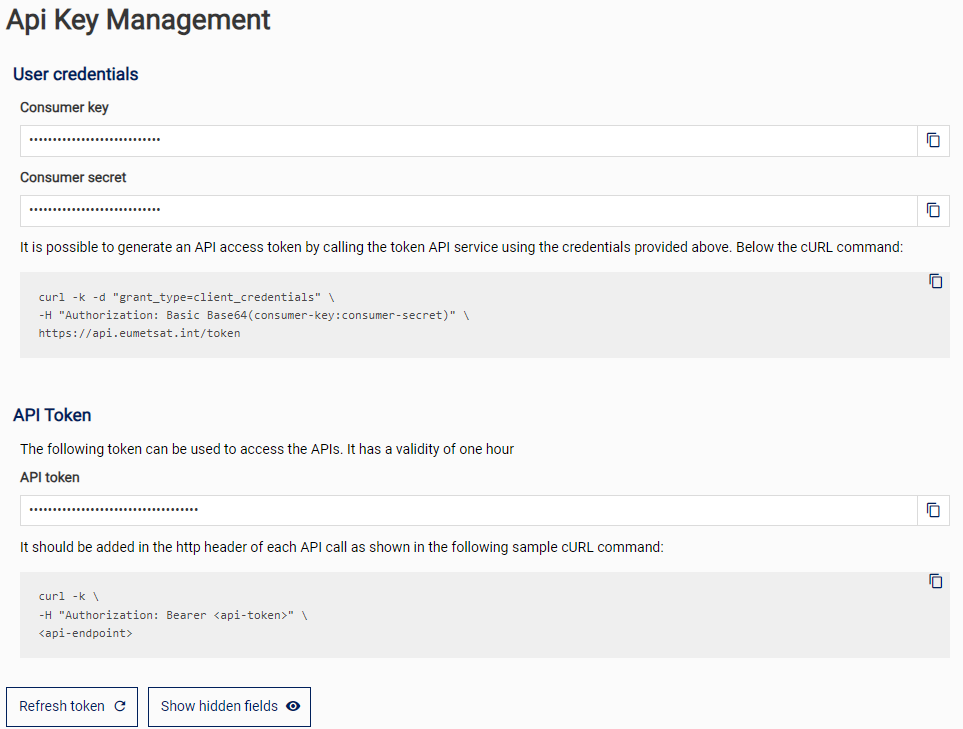 Api Key Management
User credentials
Consumer key
••••••••••••••••••••••••••••
Consumer secret
••••••••••••••••••••••••••••
It is possible to generate an API access token by calling the token API service using the credentials provided above. Below the cURL command:
curl -k -d "grant_type=client_credentials" \
-H "Authorization: Basic Base64(consumer-key:consumer-secret)" \
https://api.eumetsat.int/token
API Token
The following token can be used to access the APIs. It has a validity of one hour
API token
••••••••••••••••••••••••••••••••••••
It should be added in the http header of each API call as shown in the following sample cURL command:
curl -k \
-H "Authorization: Bearer <api-token>" \
<api-endpoint>
Refresh token
Show hidden fields